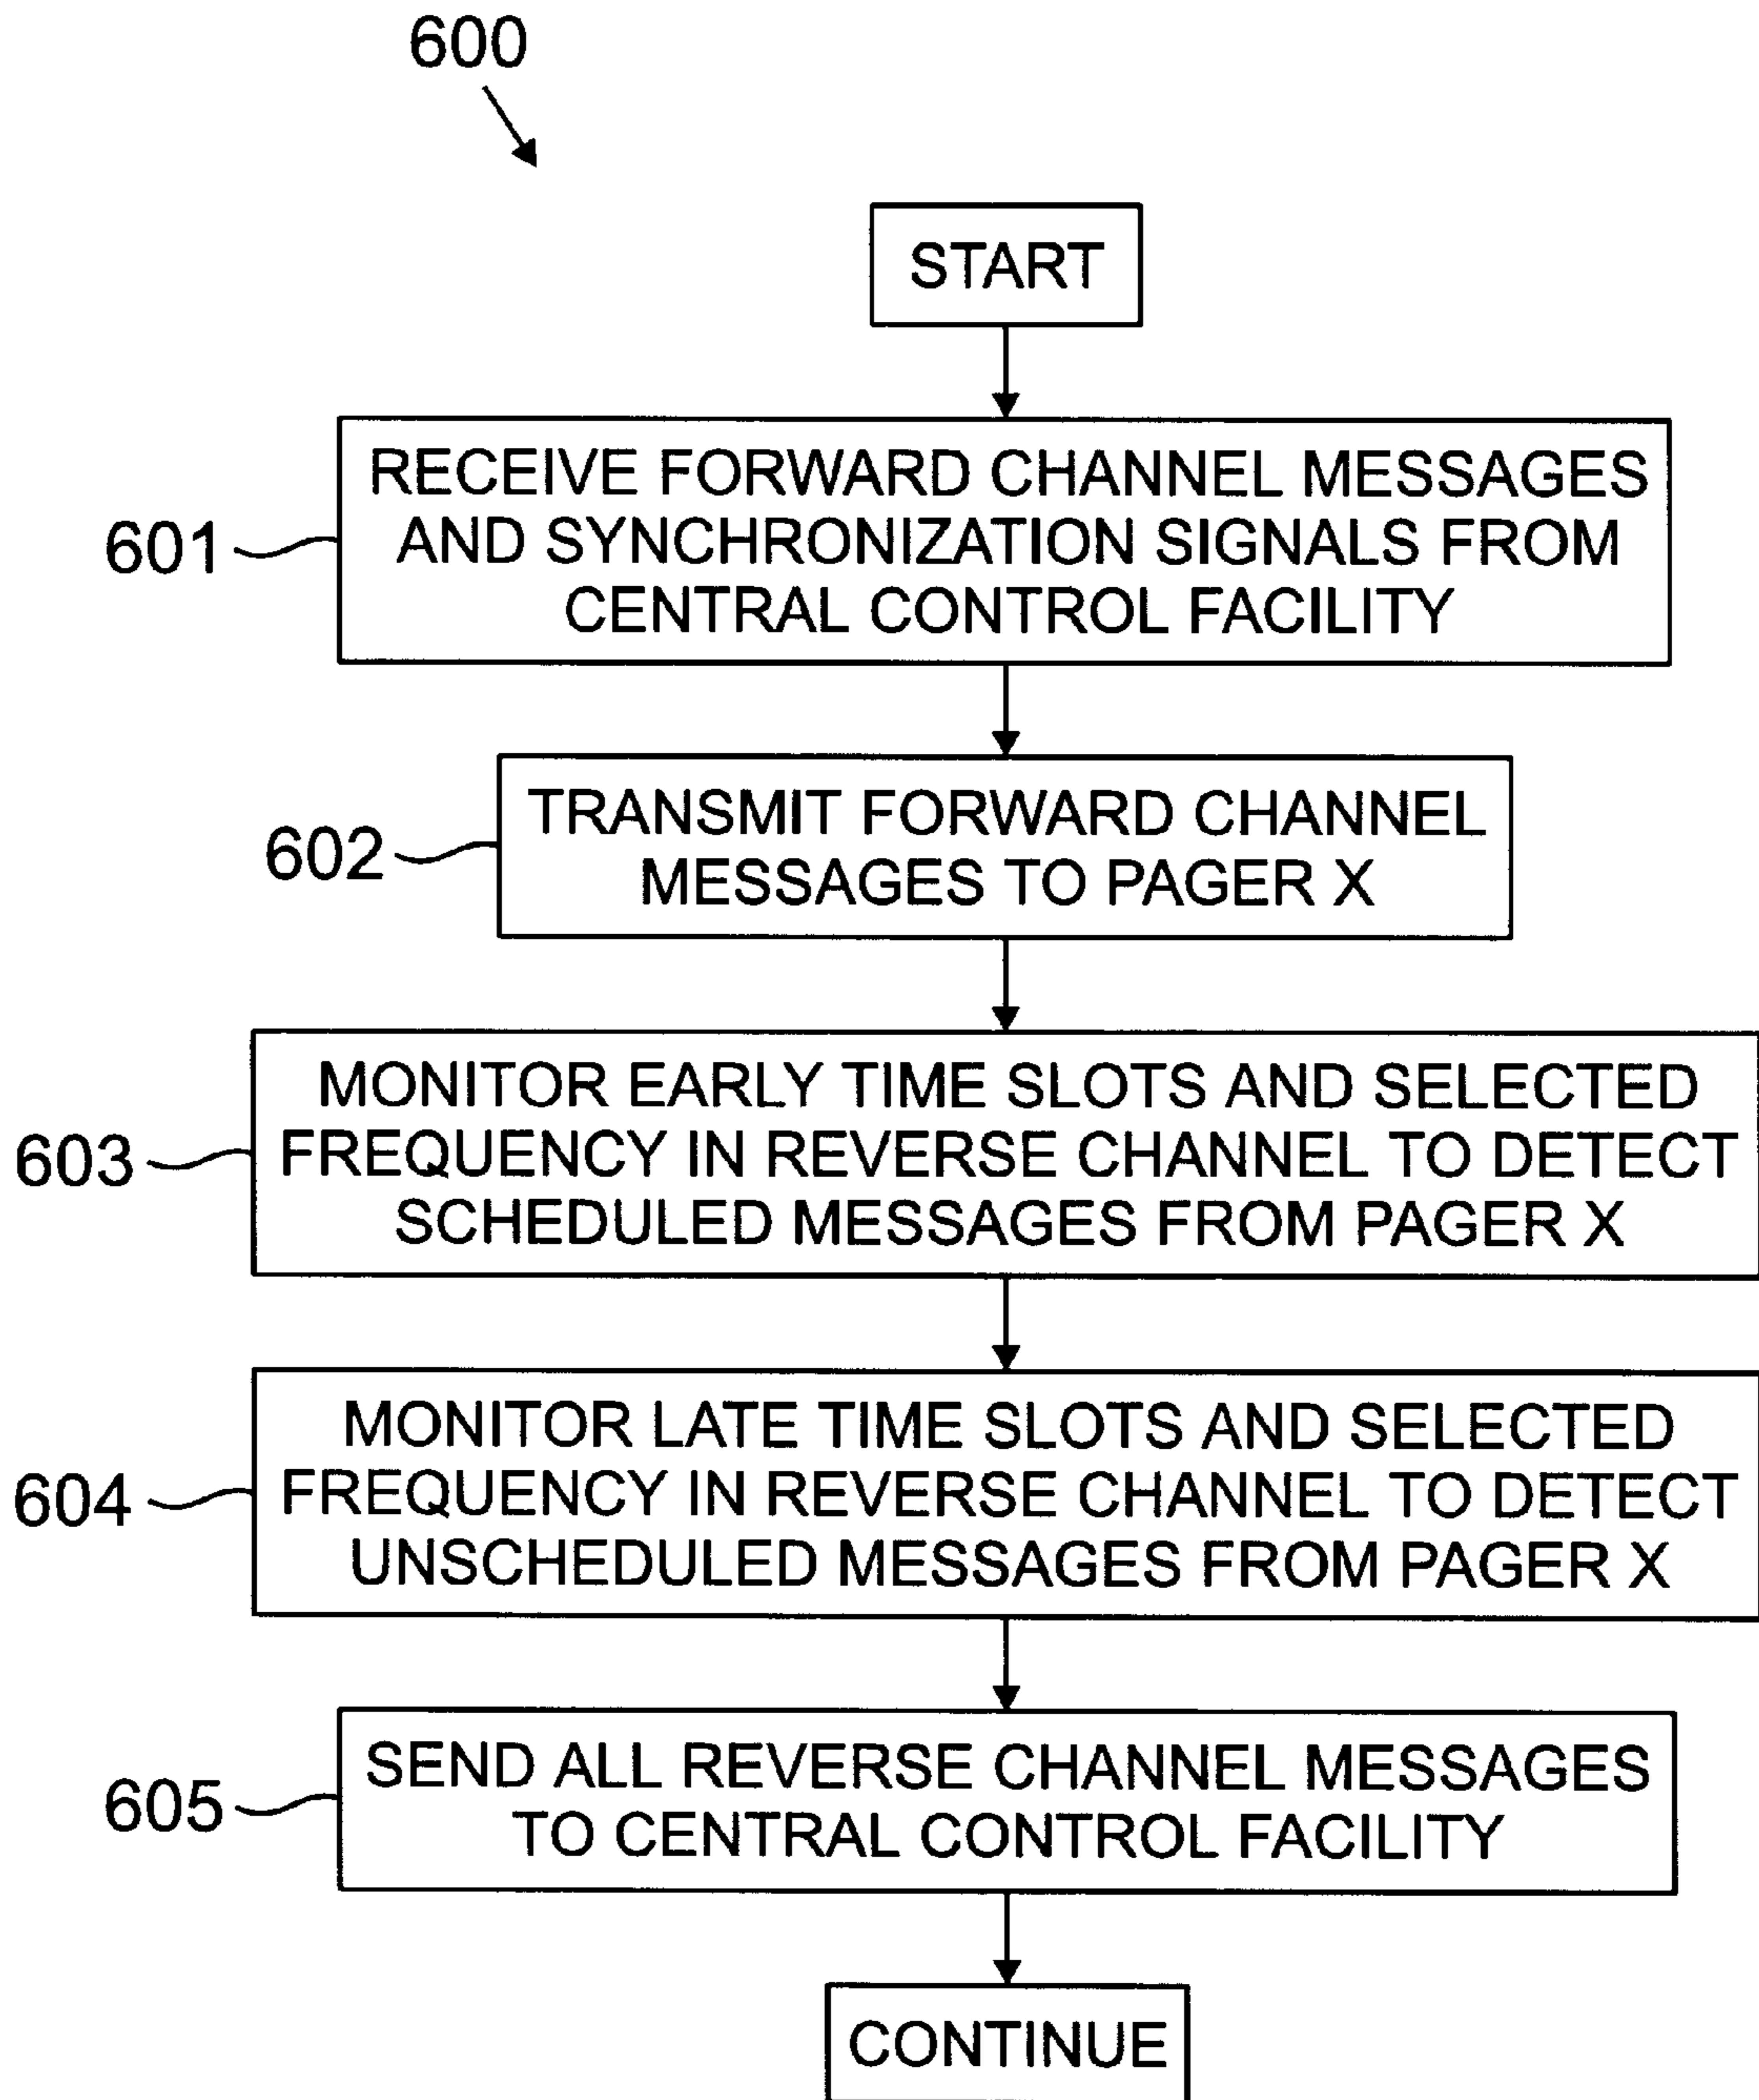 600
START
601
RECEIVE FORWARD CHANNEL MESSAGES
AND SYNCHRONIZATION SIGNALS FROM
CENTRAL CONTROL FACILITY
602
TRANSMIT FORWARD CHANNEL
MESSAGES TO PAGER X
603
MONITOR EARLY TIME SLOTS AND SELECTED
FREQUENCY IN REVERSE CHANNEL TO DETECT
SCHEDULED MESSAGES FROM PAGER X
604
MONITOR LATE TIME SLOTS AND SELECTED
FREQUENCY IN REVERSE CHANNEL TO DETECT
UNSCHEDULED MESSAGES FROM PAGER X
605
SEND ALL REVERSE CHANNEL MESSAGES
TO CENTRAL CONTROL FACILITY
CONTINUE